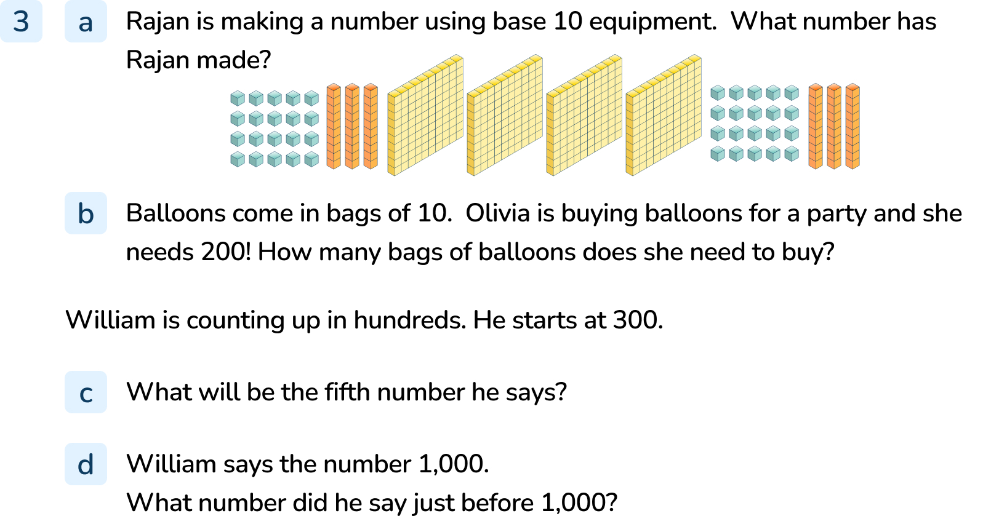 3 a Rajan is making a number using base 10 equipment. What number has
Rajan made?
b Balloons come in bags of 10. Olivia is buying balloons for a party and she
needs 200! How many bags of balloons does she need to buy?
William is counting up in hundreds. He starts at 300.
c What will be the fifth number he says?
d William says the number 1,000.
What number did he say just before 1,000?